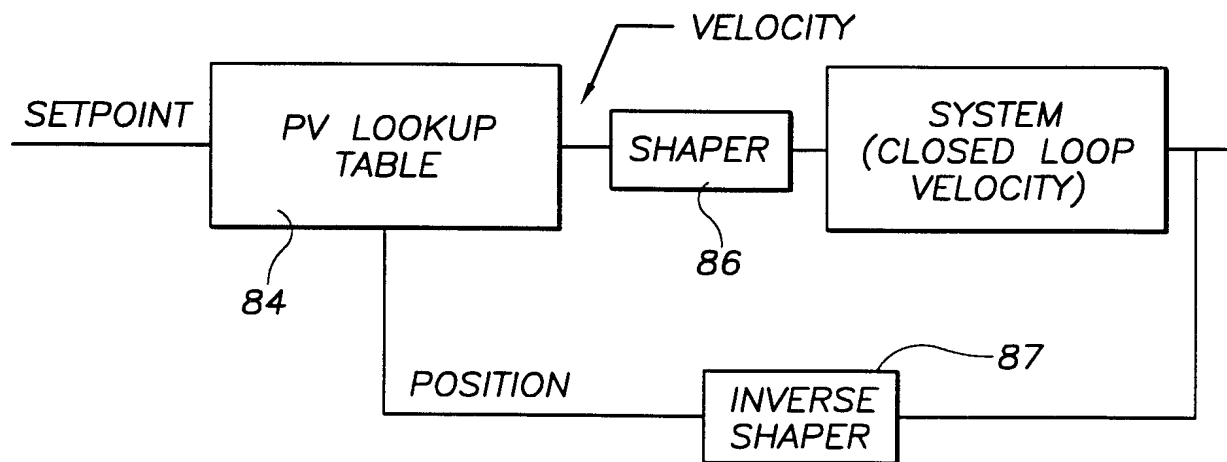 VELOCITY
SETPOINT
PV LOOKUP
TABLE
SHAPER
SYSTEM
(CLOSED LOOP
VELOCITY)
84
86
87
POSITION
INVERSE
SHAPER